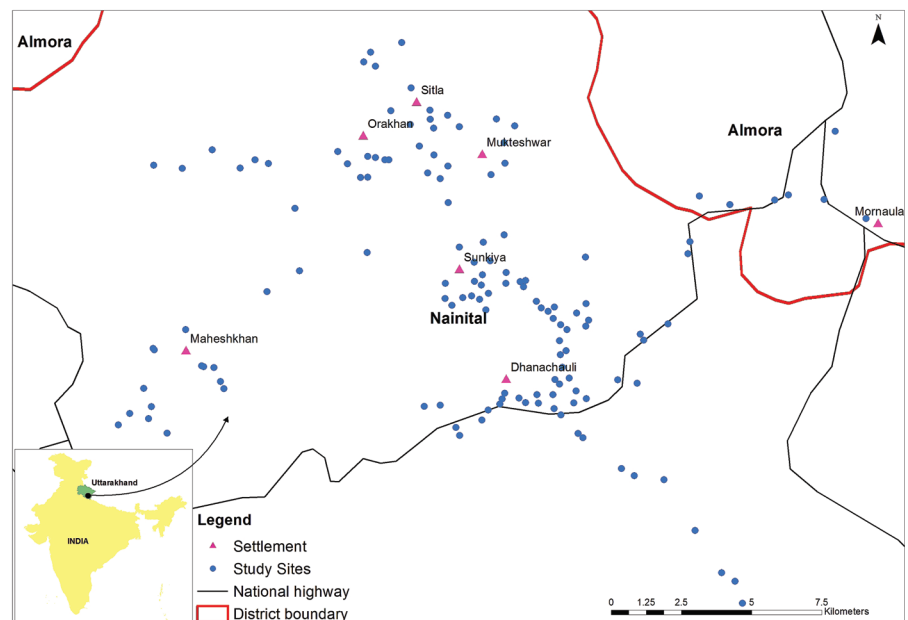 N
Almora
Sitla
Orakhan
Mukteshwar
Almora
Mornaula
Sunkiya
Nainital
Maheshkhan
Dhanachauli
Uttarakhand
INDIA
Legend
Settlement
Study Sites
National highway
District boundary
0 1.25 2.5 5 7.5
Kilometers